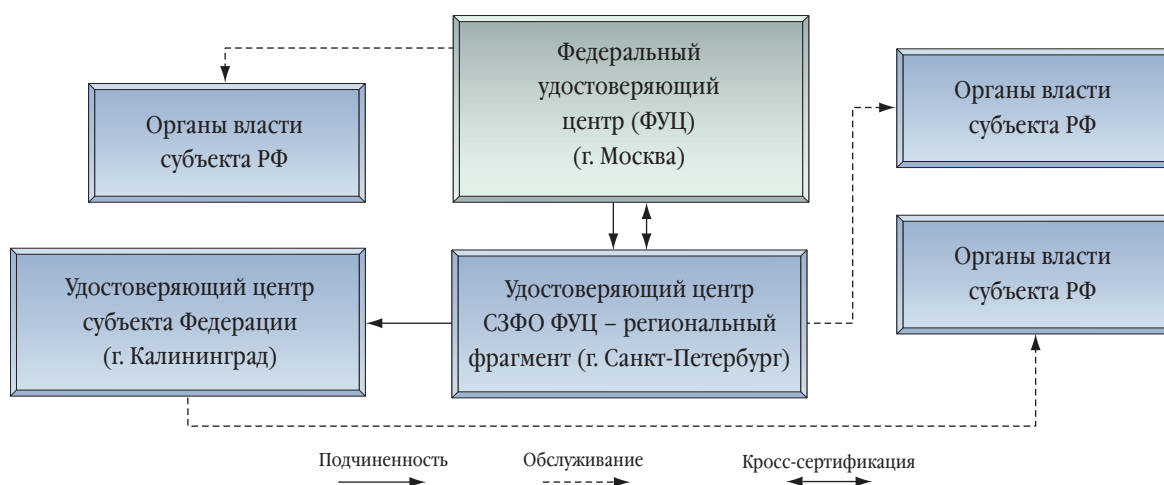 Федеральный
удостоверяющий
центр (ФУЦ)
(г. Москва)
Органы власти
субъекта РФ
Органы власти
субъекта РФ
Органы власти
субъекта РФ
Удостоверяющий центр
субъекта Федерации
(г. Калининград)
Удостоверяющий центр
СЗФО ФУЦ – региональный
фрагмент (г. Санкт-Петербург)
Подчиненность
Обслуживание
Кросс-сертификация